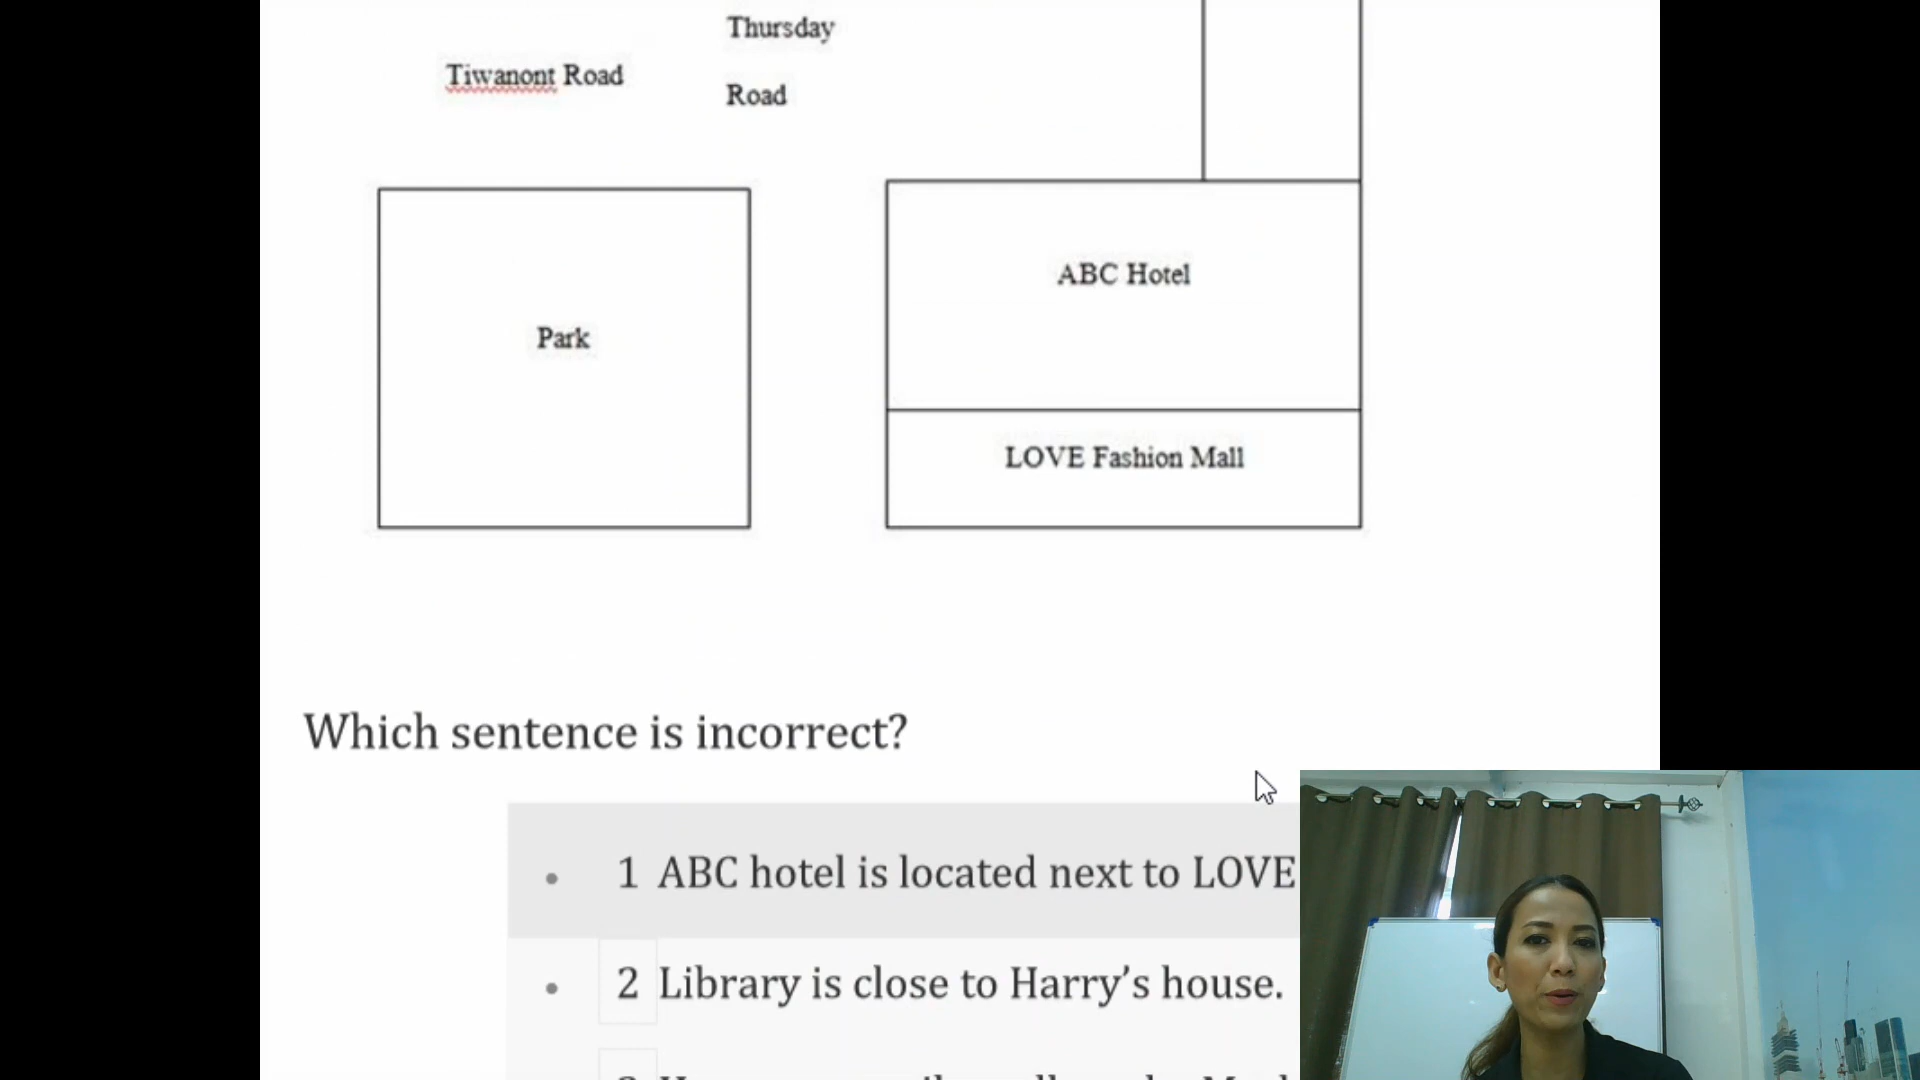 Thursday
Tiwanont Road
Road
ABC Hotel
Park
LOVE Fashion Mall
Which sentence is incorrect?
• 1 ABC hotel is located next to LOVE
• 2 Library is close to Harry’s house.